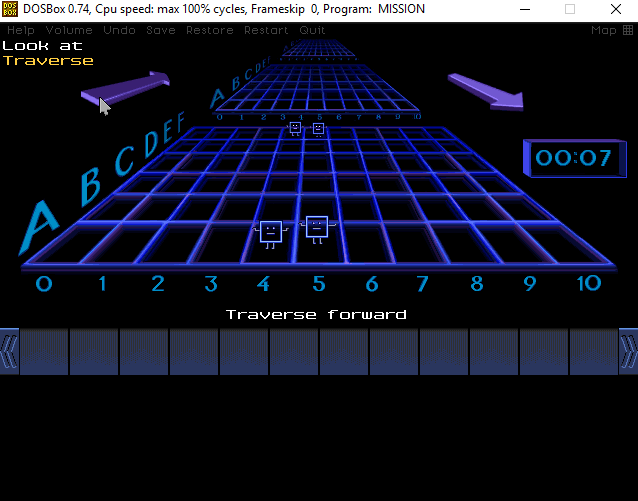 DOS
BOX
DOSBox 0.74, Cpu speed: max 100% cycles, Frameskip 0, Program: MISSION
Help Volume Undo Save Restore Restart Quit Map
Look at
Traverse
A B C D E F
0 1 2 3 4 5 6 7 8 9 10
00:07
A B C D E F
0 1 2 3 4 5 6 7 8 9 10
Traverse forward